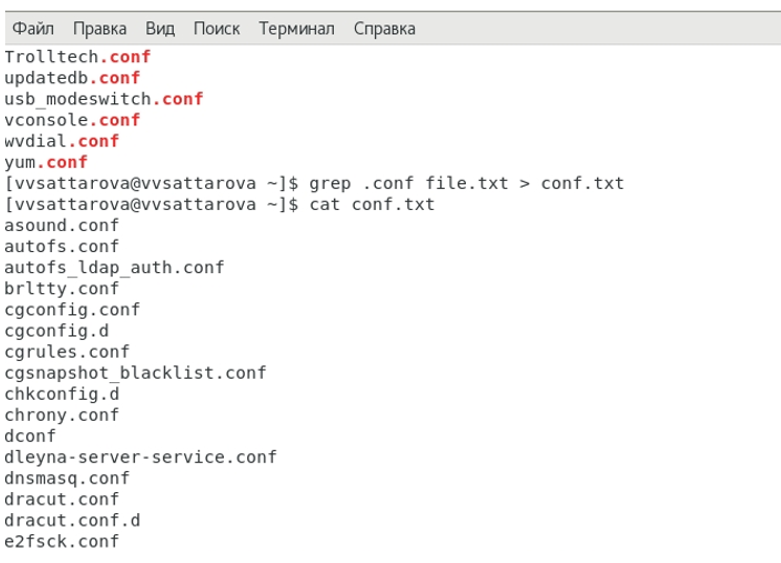 Файл Правка Вид Поиск Терминал Справка
Trolltech.conf
updatedb.conf
usb_modeswitch.conf
vconsole.conf
wvdial.conf
yum.conf
[vvsattarova@vvsattarova ~]$ grep .conf file.txt > conf.txt
[vvsattarova@vvsattarova ~]$ cat conf.txt
asound.conf
autofs.conf
autofs_ldap_auth.conf
brltty.conf
cgconfig.conf
cgconfig.d
cgrules.conf
cgsnapshot_blacklist.conf
chkconfig.d
chrony.conf
dconf
dleyna-server-service.conf
dnsmasq.conf
dracut.conf
dracut.conf.d
e2fsck.conf